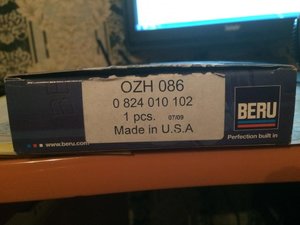 OZH 086
0 824 010 102
1 pcs. 07/09
Made in U.S.A
BERU
Perfection built in
www.beru.com